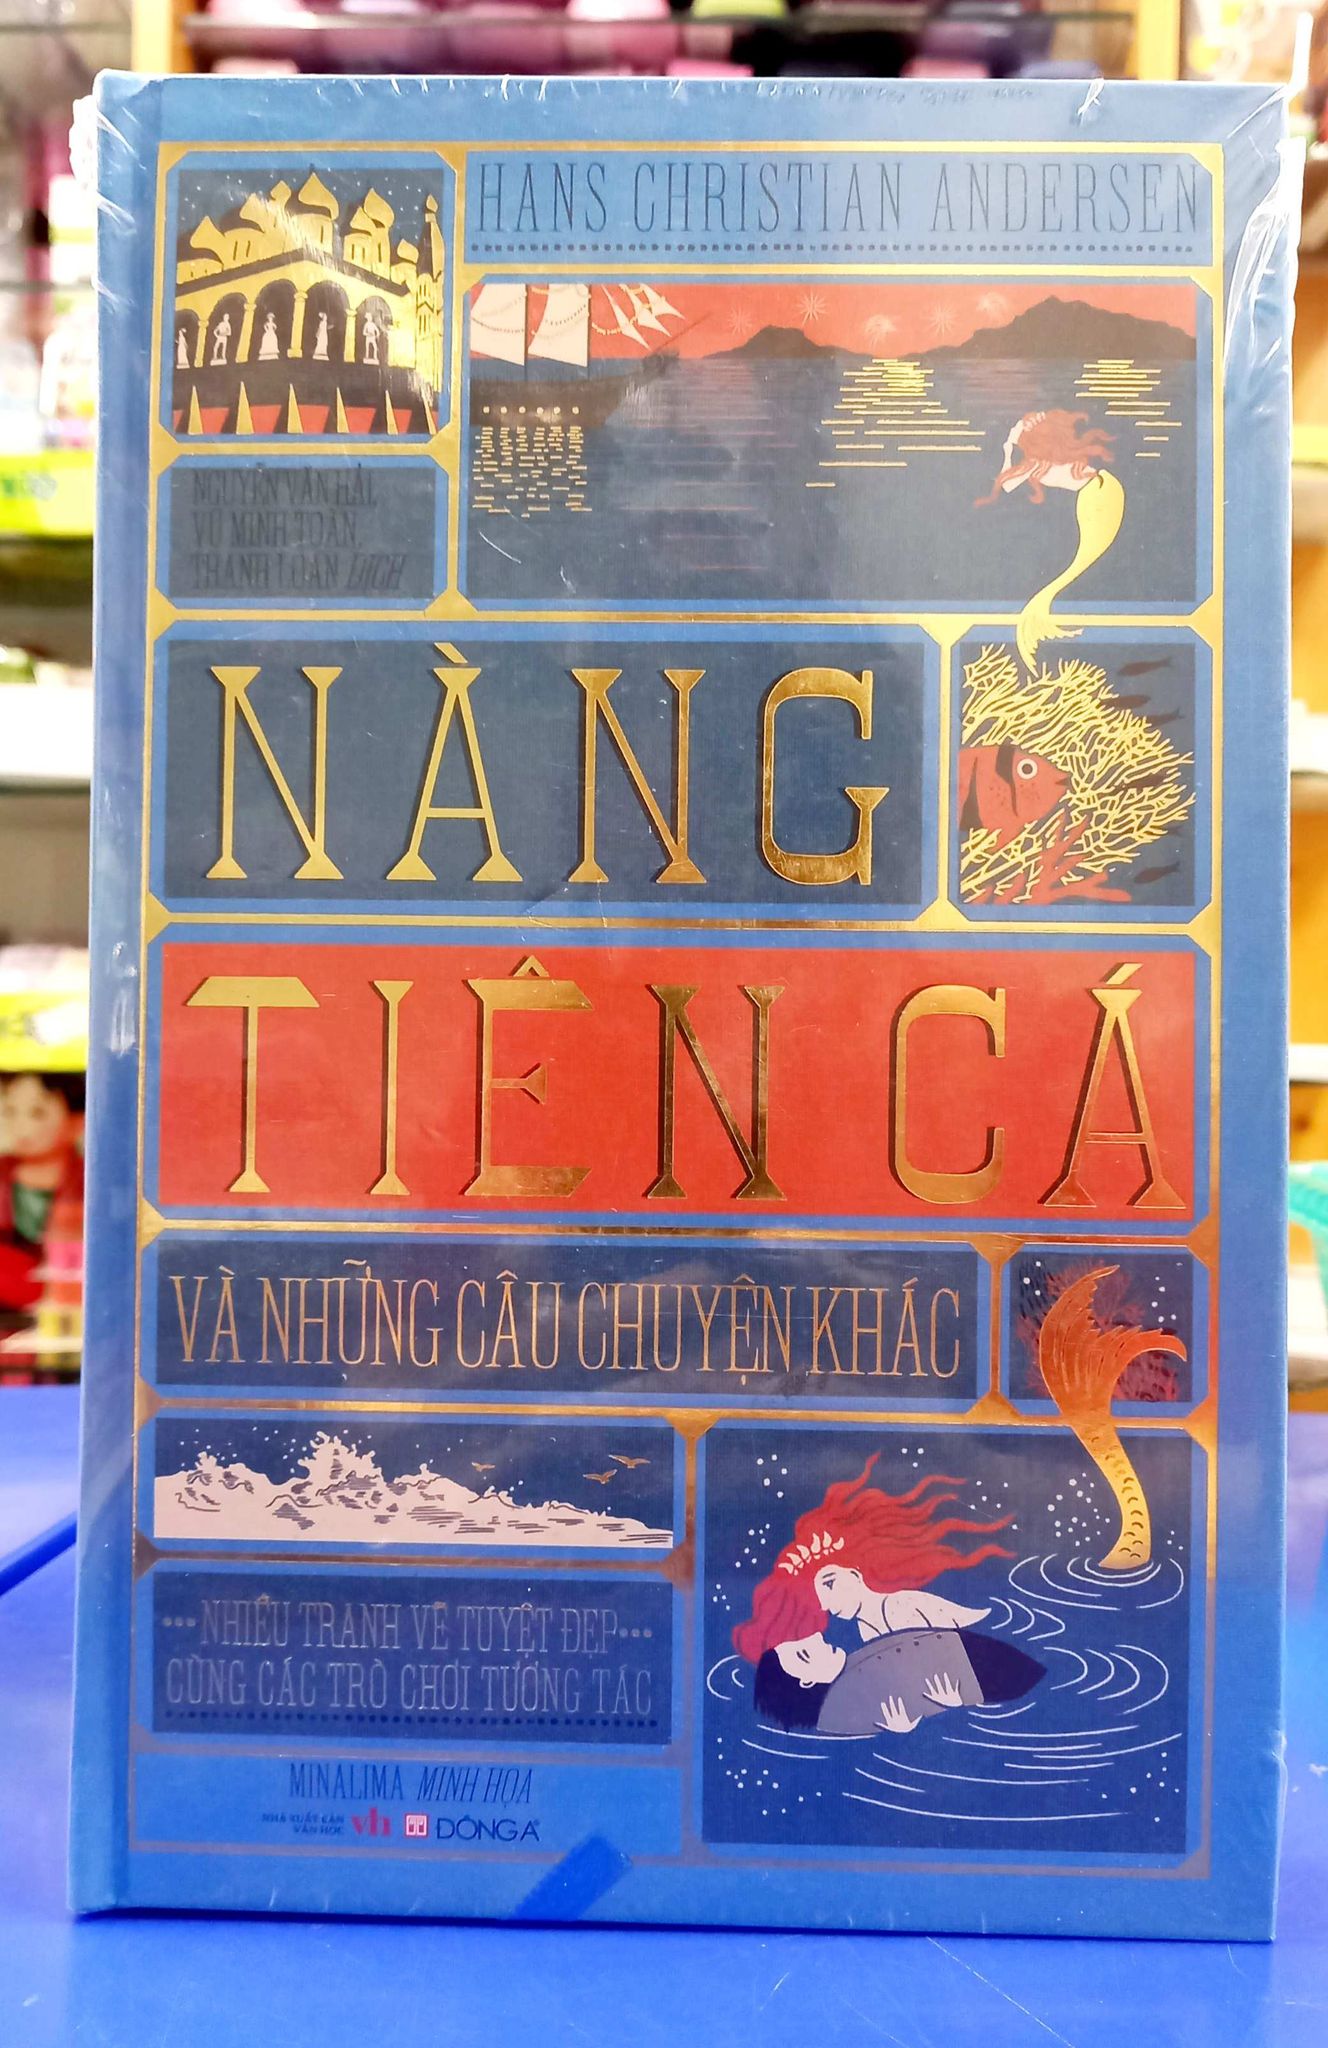 HANS CHRISTIAN ANDERSEN
NGUYỄN VĂN HẢI,
VŨ MINH TOÀN,
THANH LOAN DỊCH
NÀNG
TIÊN CÁ
VÀ NHỮNG CÂU CHUYỆN KHÁC
NHIỀU TRANH VẼ TUYỆT ĐẸP
CÙNG CÁC TRÒ CHƠI TƯƠNG TÁC
MINALIMA MINH HỌA
NHÀ XUẤT BẢN
VĂN HỌC
vh
ĐÔNG A